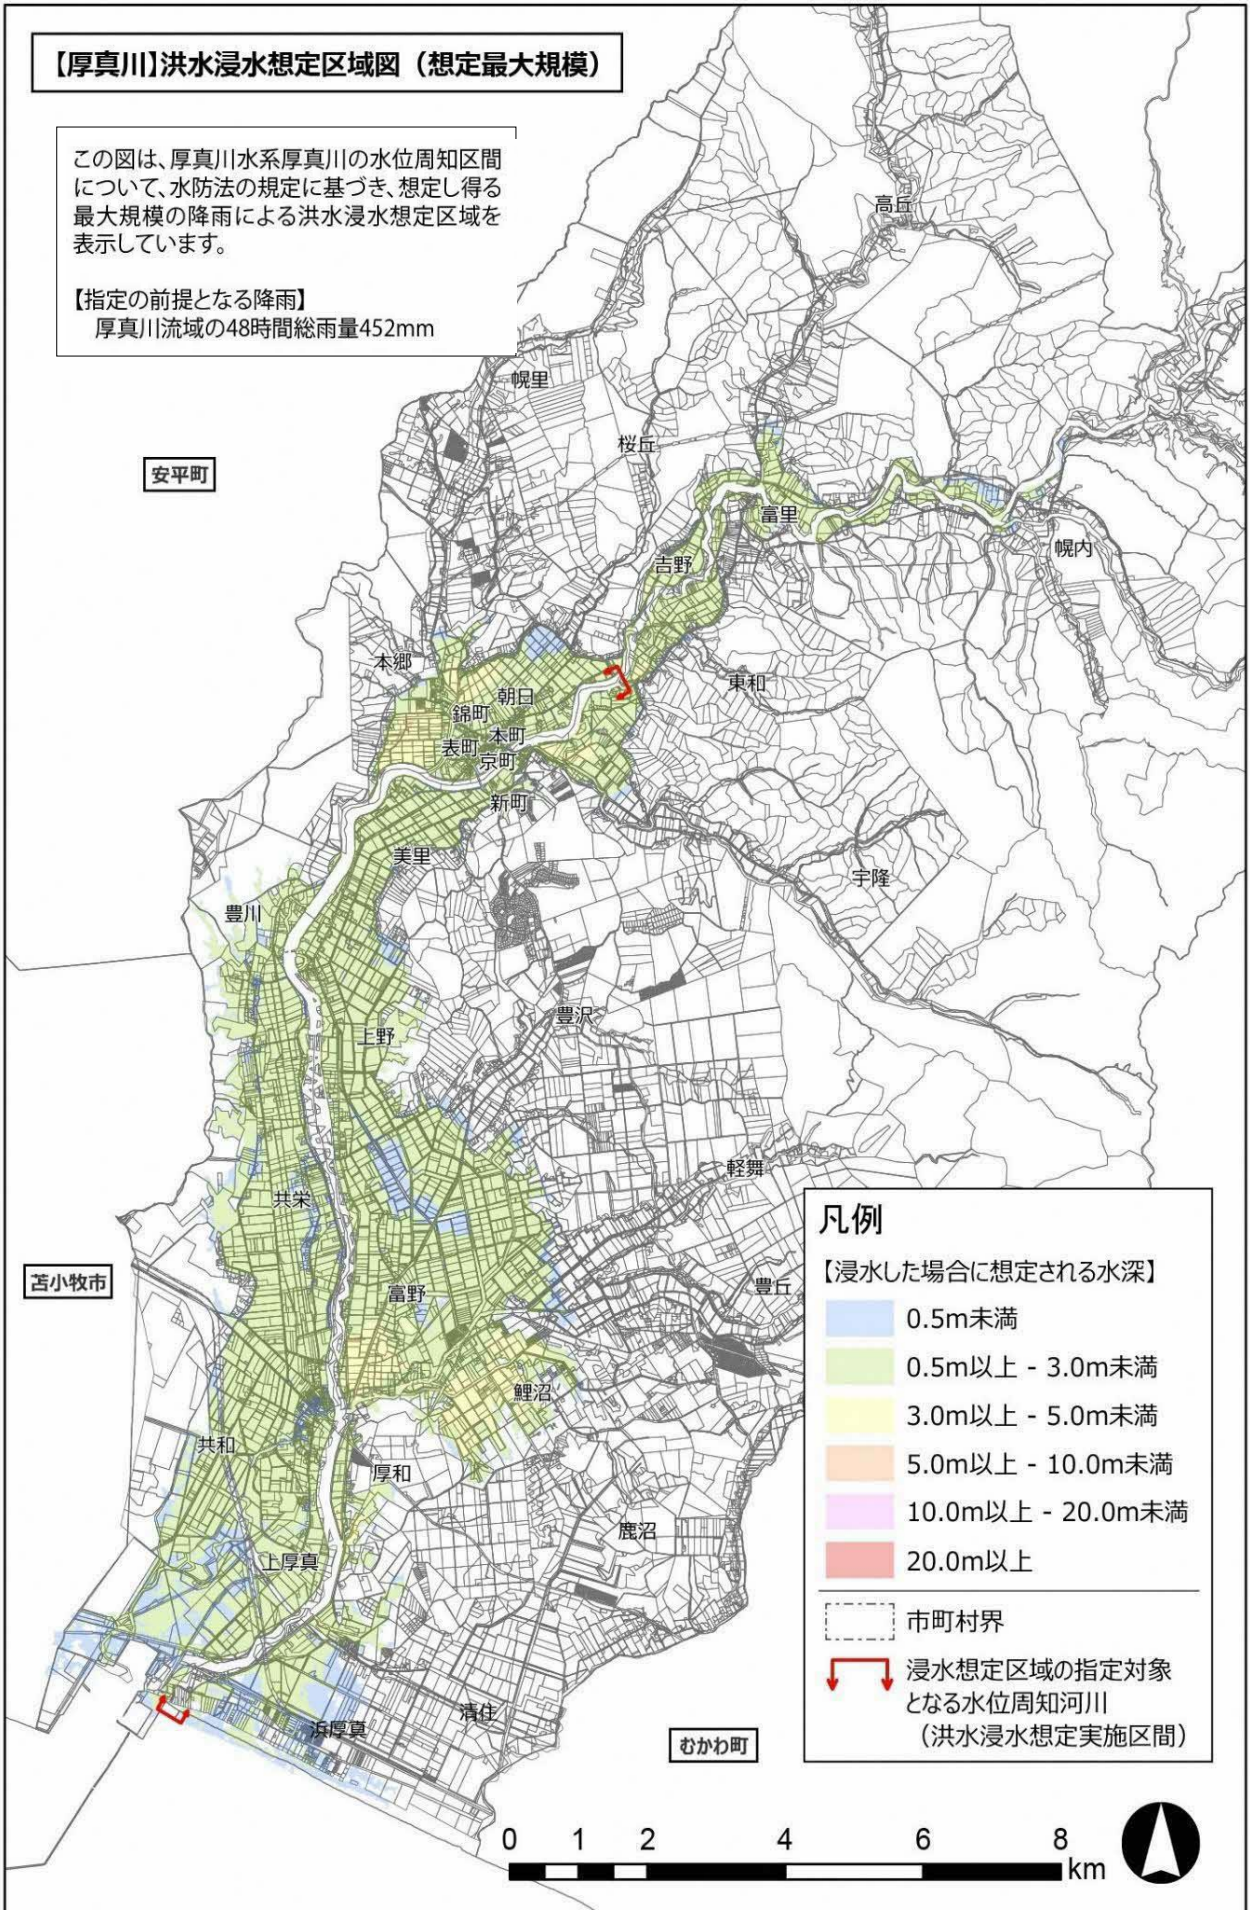 【厚真川】洪水浸水想定区域図（想定最大規模）
この図は、厚真川水系厚真川の水位周知区間
について、水防法の規定に基づき、想定し得る
最大規模の降雨による洪水浸水想定区域を
表示しています。
【指定の前提となる降雨】
厚真川流域の48時間総雨量452mm
高丘
幌里
桜丘
安平町
富里
幌内
吉野
本郷
東和
朝日
錦町
本町
表町
京町
新町
美里
宇隆
豊川
豊沢
上野
軽舞
共栄
苫小牧市
富野
豊丘
鯉沼
共和
厚和
鹿沼
上厚真
清住
浜厚真
むかわ町
凡例
【浸水した場合に想定される水深】
0.5m未満
0.5m以上 - 3.0m未満
3.0m以上 - 5.0m未満
5.0m以上 - 10.0m未満
10.0m以上 - 20.0m未満
20.0m以上
市町村界
浸水想定区域の指定対象
となる水位周知河川
（洪水浸水想定実施区間）
0 1 2 4 6 8
km